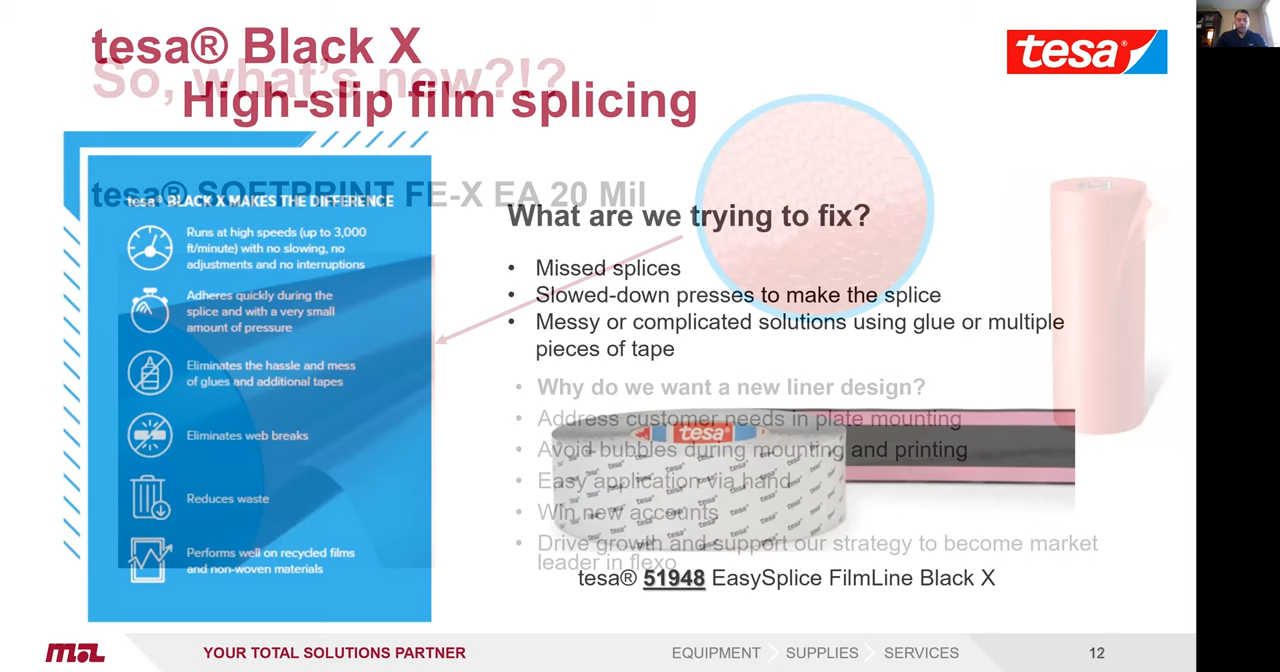 tesa® Black X
So, what's new?!?
High-slip film splicing
tesa®
tesa® SOFTPRINT FE-X EA 20 Mil
tesa® BLACK X MAKES THE DIFFERENCE
Runs at high speeds (up to 3,000
ft/minute) with no slowing, no
adjustments and no interruptions
Adheres quickly during the
splice and with a very small
amount of pressure
Eliminates the hassle and mess
of glues and additional tapes
Eliminates web breaks
Reduces waste
Performs well on recycled films
and non-woven materials
What are we trying to fix?
• Missed splices
• Slowed-down presses to make the splice
• Messy or complicated solutions using glue or multiple
pieces of tape
• Why do we want a new liner design?
• Address customer needs in plate mounting
• Avoid bubbles during mounting and printing
• Easy application via hand
• Win new accounts
• Drive growth and support our strategy to become market
leader in flexo
tesa
tesa® 51948 EasySplice FilmLine Black X
YOUR TOTAL SOLUTIONS PARTNER
EQUIPMENT
SUPPLIES
SERVICES
12